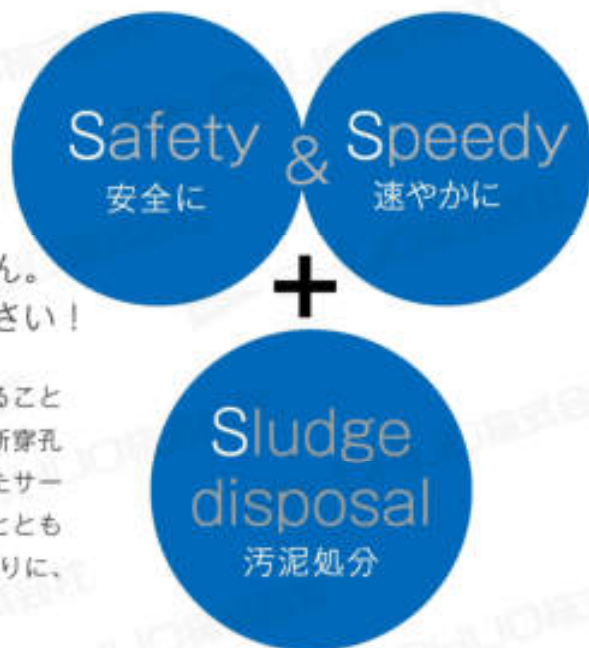 Safety & Speedy
安全に 速やかに
ん。
さい！
+
ること
断穿孔
たサー
ととも
りに、
Sludge
disposal
汚泥処分